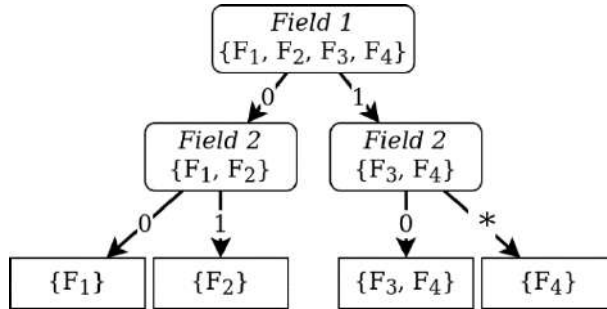 Field 1
{F₁, F₂, F₃, F₄}
0 1
Field 2 Field 2
{F₁, F₂} {F₃, F₄}
0 1 0 *
{F₁} {F₂} {F₃, F₄} {F₄}